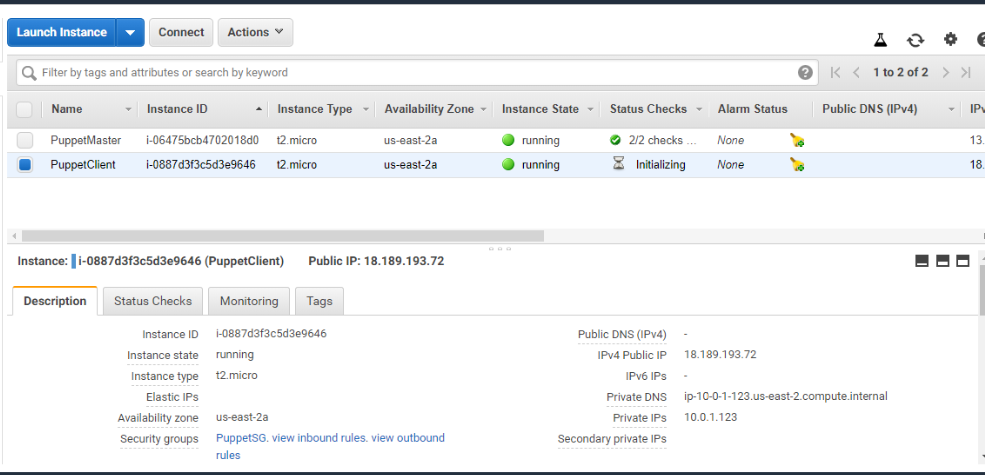 Launch Instance Connect Actions
Filter by tags and attributes or search by keyword 1 to 2 of 2
Name Instance ID Instance Type Availability Zone Instance State Status Checks Alarm Status Public DNS (IPv4) IPv
PuppetMaster i-06475bcb4702018d0 t2.micro us-east-2a running 2/2 checks ... None 13.
PuppetClient i-0887d3f3c5d3e9646 t2.micro us-east-2a running Initializing None 18.
Instance: i-0887d3f3c5d3e9646 (PuppetClient) Public IP: 18.189.193.72
Description Status Checks Monitoring Tags
Instance ID i-0887d3f3c5d3e9646 Public DNS (IPv4) -
Instance state running IPv4 Public IP 18.189.193.72
Instance type t2.micro IPv6 IPs -
Elastic IPs Private DNS ip-10-0-1-123.us-east-2.compute.internal
Availability zone us-east-2a Private IPs 10.0.1.123
Security groups PuppetSG. view inbound rules. view outbound Secondary private IPs
rules